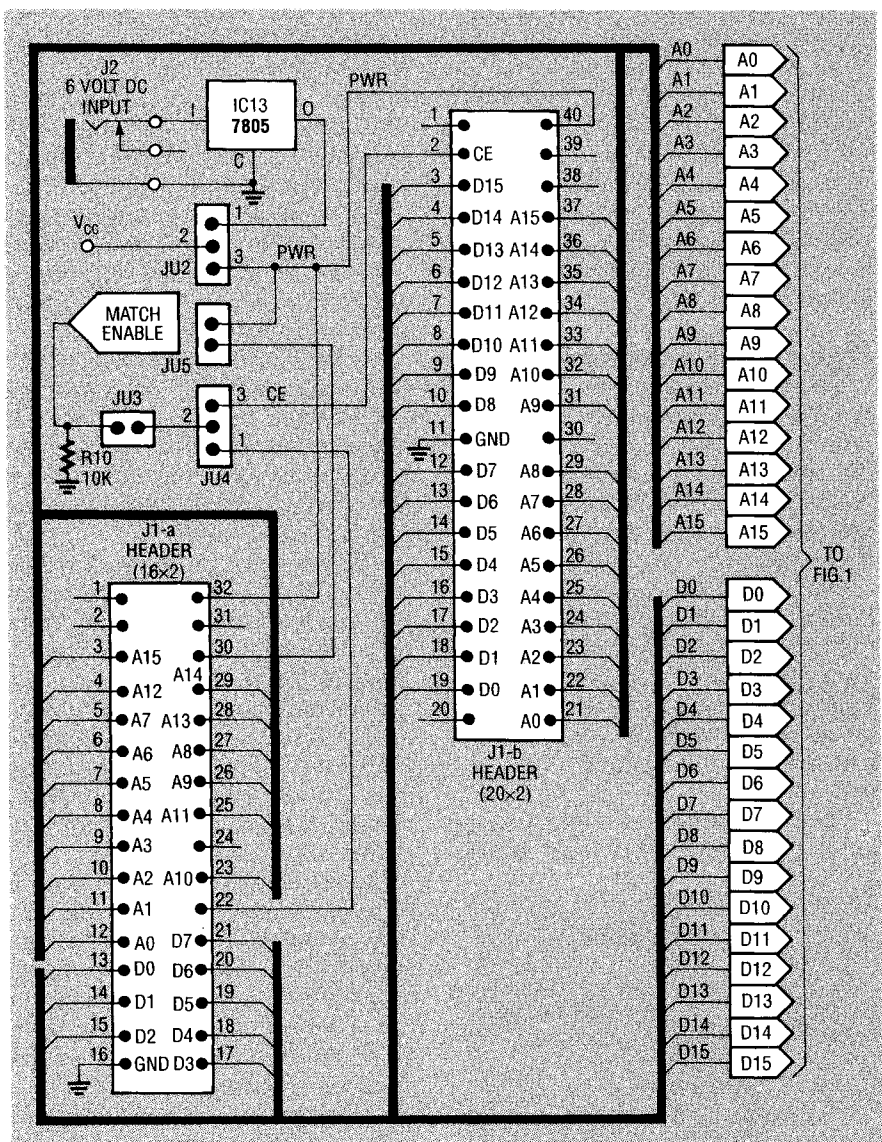 J2
6 VOLT DC
INPUT
I
IC13
7805
O
C
PWR
VCC
1
2
3
JU2
PWR
MATCH
ENABLE
JU5
JU3
R10
10K
2
3
1
CE
JU4
J1-a
HEADER
(16×2)
1 32
2 31
3 A15 30
4 A12 A14 29
5 A7 A13 28
6 A6 A8 27
7 A5 A9 26
8 A4 A11 25
9 A3 24
10 A2 A10 23
11 A1 22
12 A0 D7 21
13 D0 D6 20
14 D1 D5 19
15 D2 D4 18
16 GND D3 17
1 40
2 CE 39
3 D15 38
4 D14 A15 37
5 D13 A14 36
6 D12 A13 35
7 D11 A12 34
8 D10 A11 33
9 D9 A10 32
10 D8 A9 31
11 GND 30
12 D7 A8 29
13 D6 A7 28
14 D5 A6 27
15 D4 A5 26
16 D3 A4 25
17 D2 A3 24
18 D1 A2 23
19 D0 A1 22
20 A0 21
J1-b
HEADER
(20×2)
A0 A0
A1 A1
A2 A2
A3 A3
A4 A4
A5 A5
A6 A6
A7 A7
A8 A8
A9 A9
A10 A10
A11 A11
A12 A12
A13 A13
A14 A14
A15 A15
TO
FIG.1
D0 D0
D1 D1
D2 D2
D3 D3
D4 D4
D5 D5
D6 D6
D7 D7
D8 D8
D9 D9
D10 D10
D11 D11
D12 D12
D13 D13
D14 D14
D15 D15